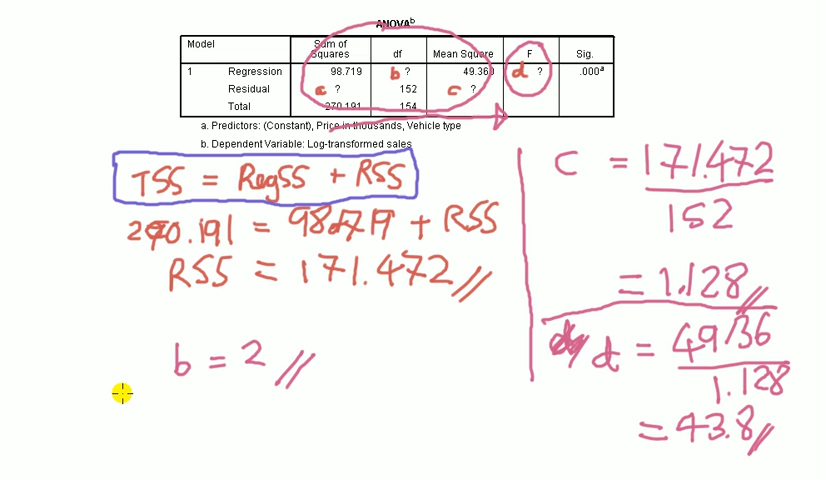 ANOVAb
Model Sum of Squares df Mean Square F Sig.
1 Regression 98.719 b ? 49.360 d ? .000a
Residual a ? 152 c ?
Total 270.191 154
a. Predictors: (Constant), Price in thousands, Vehicle type
b. Dependent Variable: Log-transformed sales
TSS = RegSS + RSS
270.191 = 98.719 + RSS
RSS = 171.472 //
b = 2 //
c = 171.472
152
= 1.128 //
d = 49.36
1.128
= 43.8 //